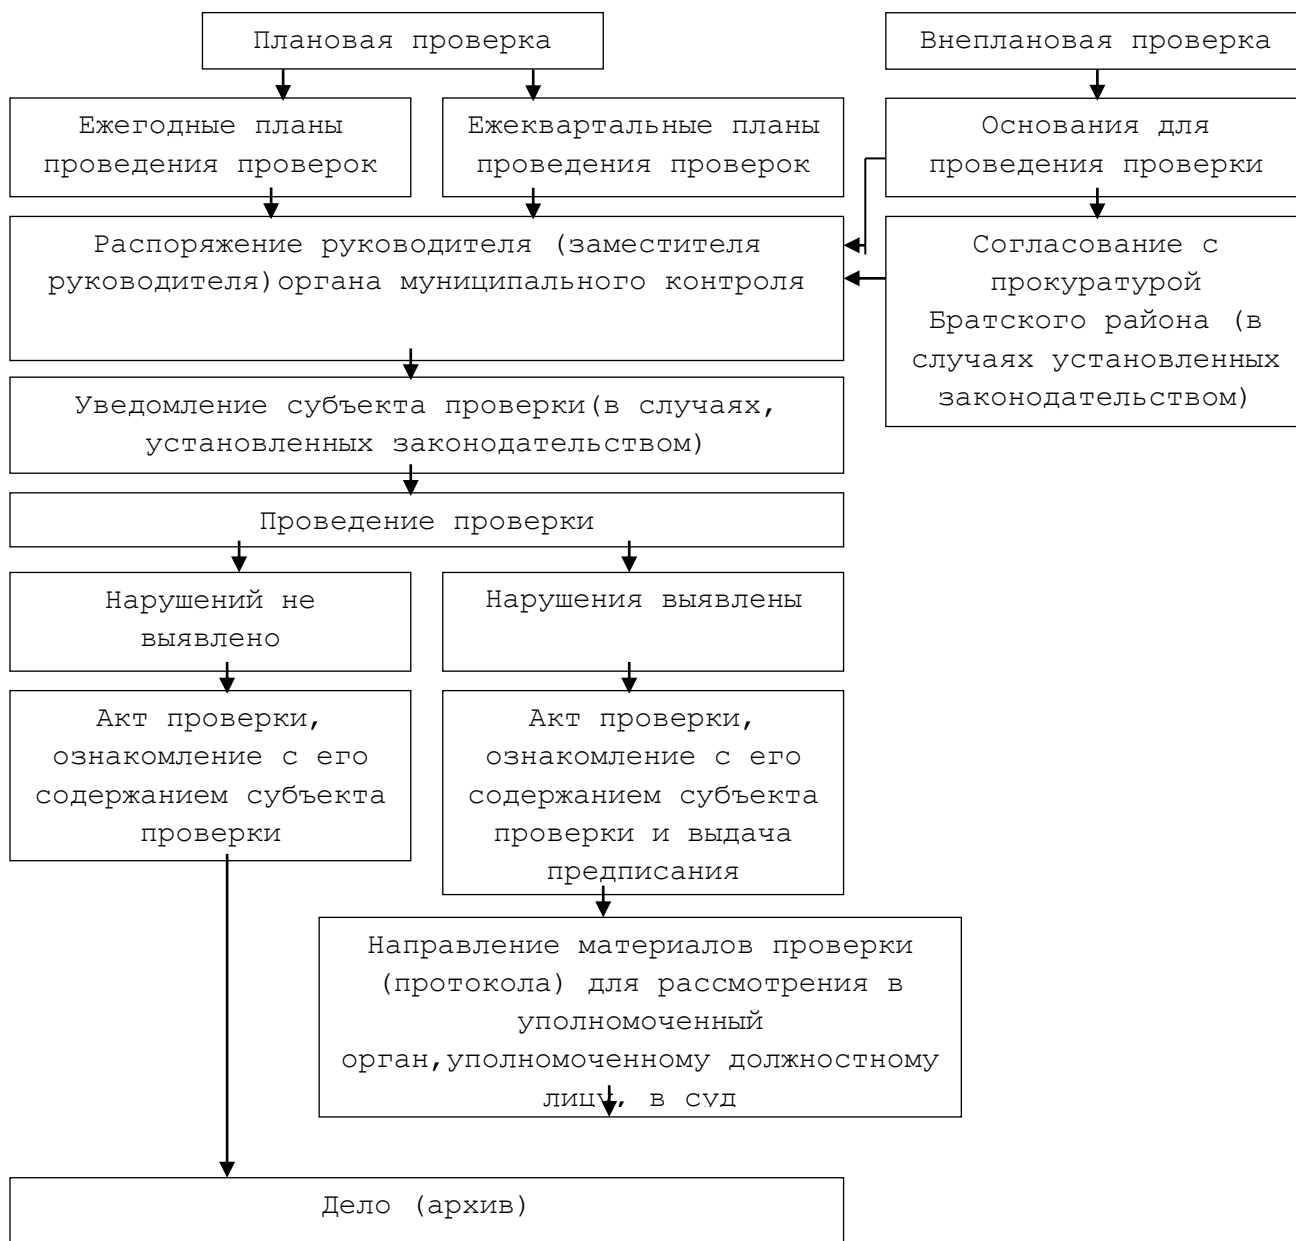 Плановая проверка
Внеплановая проверка
Ежегодные планы
проведения проверок
Ежеквартальные планы
проведения проверок
Основания для
проведения проверки
Распоряжение руководителя (заместителя
руководителя)органа муниципального контроля
Согласование с
прокуратурой
Братского района (в
случаях установленных
законодательством)
Уведомление субъекта проверки(в случаях,
установленных законодательством)
Проведение проверки
Нарушений не
выявлено
Нарушения выявлены
Акт проверки,
ознакомление с его
содержанием субъекта
проверки
Акт проверки,
ознакомление с его
содержанием субъекта
проверки и выдача
предписания
Направление материалов проверки
(протокола) для рассмотрения в
уполномоченный
орган,уполномоченному должностному
лицу, в суд
Дело (архив)